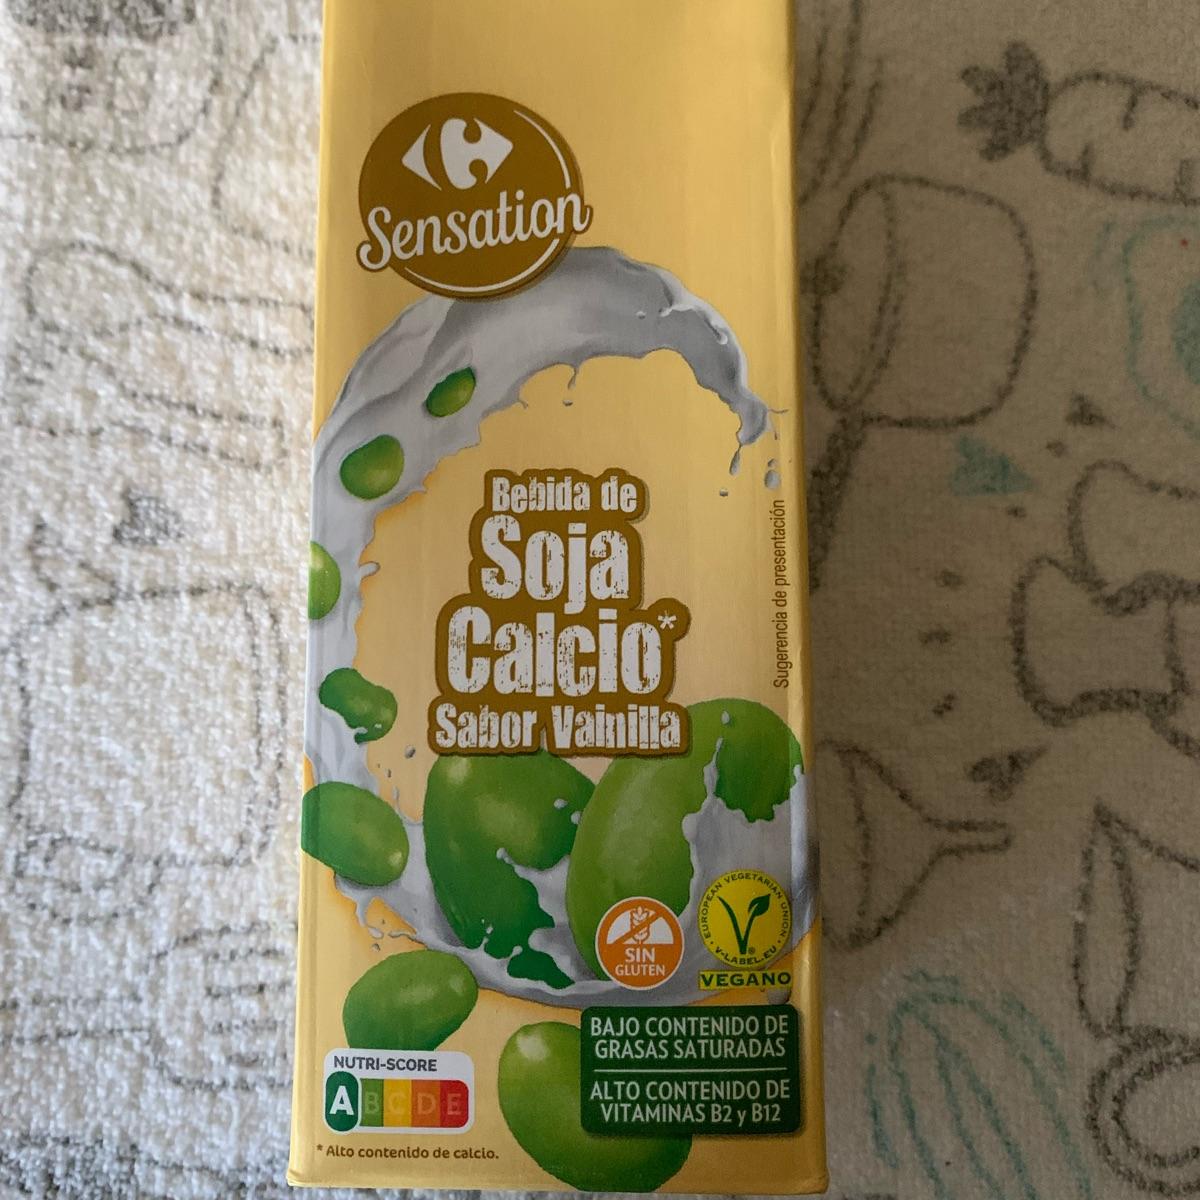 Sensation
Bebida de
Soja
Calcio*
Sabor Vainilla
Sugerencia de presentación
SIN
GLUTEN
EUROPEAN VEGETARIAN UNION
V-LABEL.EU
®
VEGANO
BAJO CONTENIDO DE
GRASAS SATURADAS
ALTO CONTENIDO DE
VITAMINAS B2 y B12
NUTRI-SCORE
A B C D E
* Alto contenido de calcio.